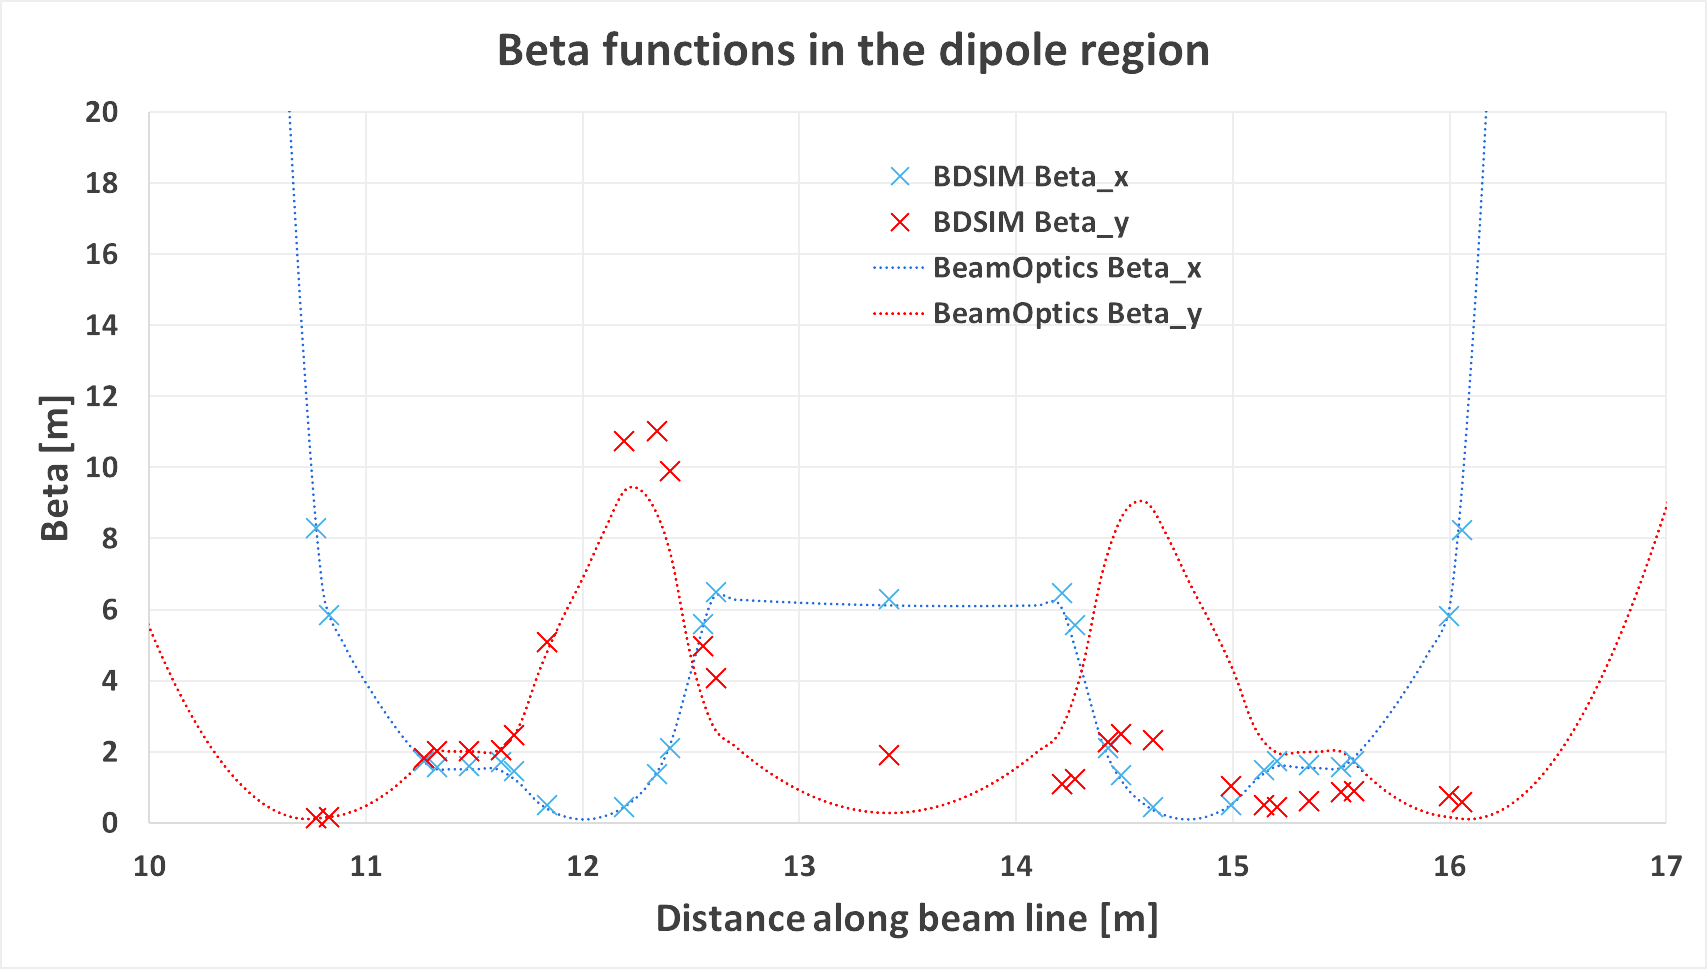 Beta functions in the dipole region
20
18
16
14
12
10
8
6
4
2
0
Beta [m]
BDSIM Beta_x
BDSIM Beta_y
BeamOptics Beta_x
BeamOptics Beta_y
10 11 12 13 14 15 16 17
Distance along beam line [m]